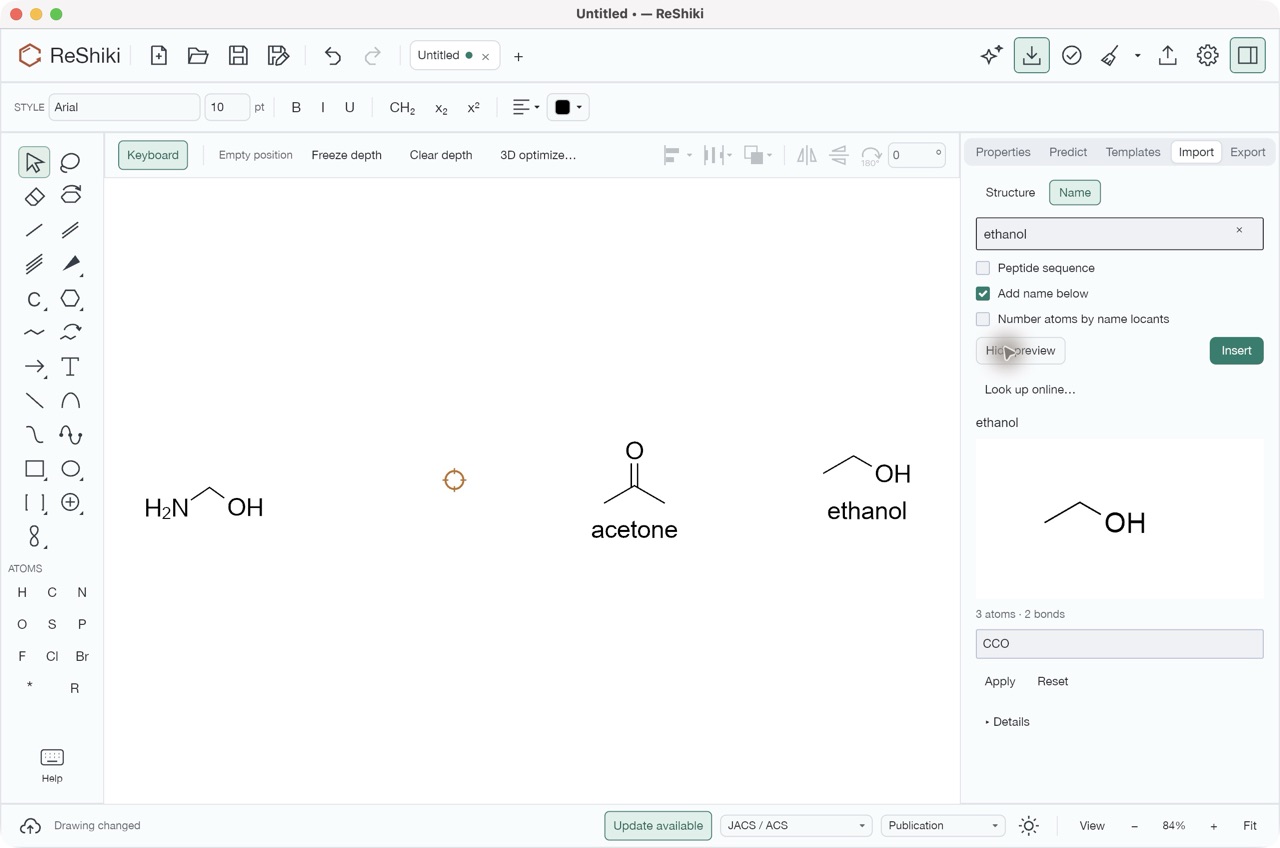 Untitled • — ReShiki
ReShiki
Untitled
STYLE Arial 10 pt B I U CH₂ x₂ x²
Keyboard Empty position Freeze depth Clear depth 3D optimize… 180° 0 °
Properties Predict Templates Import Export
Structure Name
ethanol ×
Peptide sequence
Add name below
Number atoms by name locants
Hide preview Insert
Look up online…
ethanol
OH
3 atoms · 2 bonds
CCO
Apply Reset
Details
C
T
ATOMS
H C N
O S P
F Cl Br
* R
Help
H₂N OH
O
acetone
OH
ethanol
Drawing changed
Update available JACS / ACS Publication View − 84% + Fit